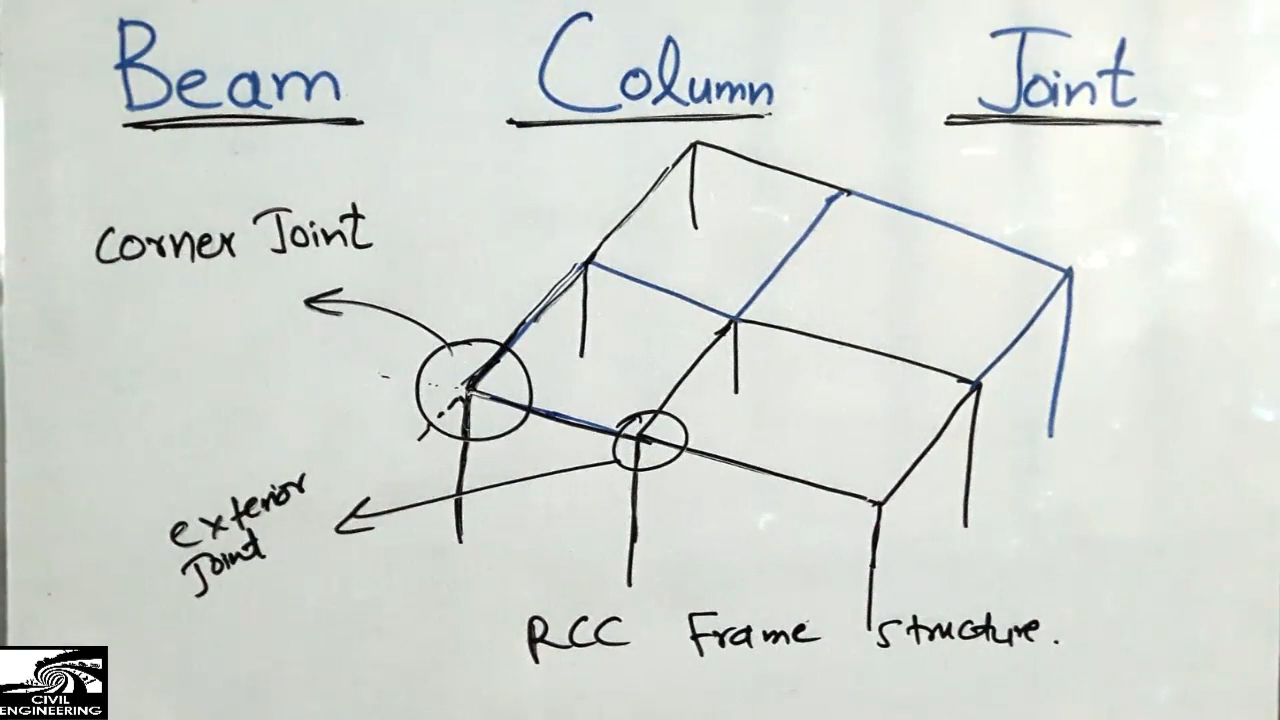 Beam Column Joint
corner Joint
exterior
Joint
RCC Frame structure.
CIVIL
ENGINEERING